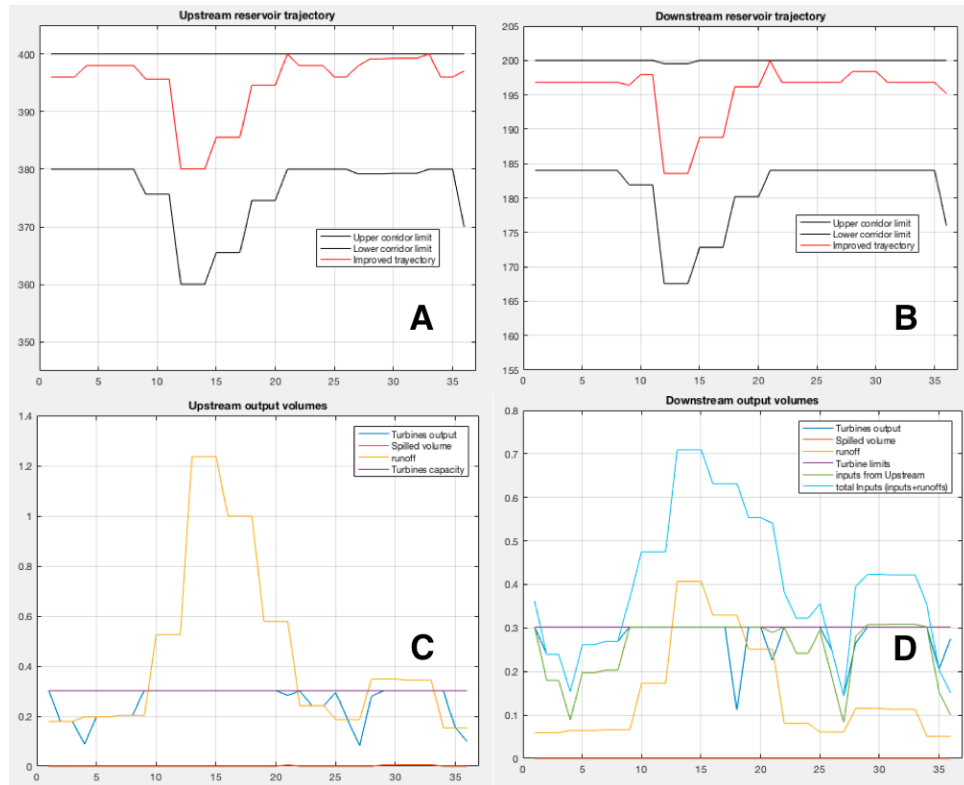 Upstream reservoir trajectory
400
390
380
370
360
350
Upper corridor limit
Lower corridor limit
Improved trayectory
A
0 5 10 15 20 25 30 35
Downstream reservoir trajectory
205
200
195
190
185
180
175
170
165
160
155
Upper corridor limit
Lower corridor limit
Improved trayectory
B
0 5 10 15 20 25 30 35
Upstream output volumes
1.4
1.2
1
0.8
0.6
0.4
0.2
0
Turbines output
Spilled volume
runoff
Turbines capacity
C
0 5 10 15 20 25 30 35
Downstream output volumes
0.8
0.7
0.6
0.5
0.4
0.3
0.2
0.1
0
Turbines output
Spilled volume
runoff
Turbine limits
inputs from Upstream
total Inputs (inputs+runoffs)
D
0 5 10 15 20 25 30 35